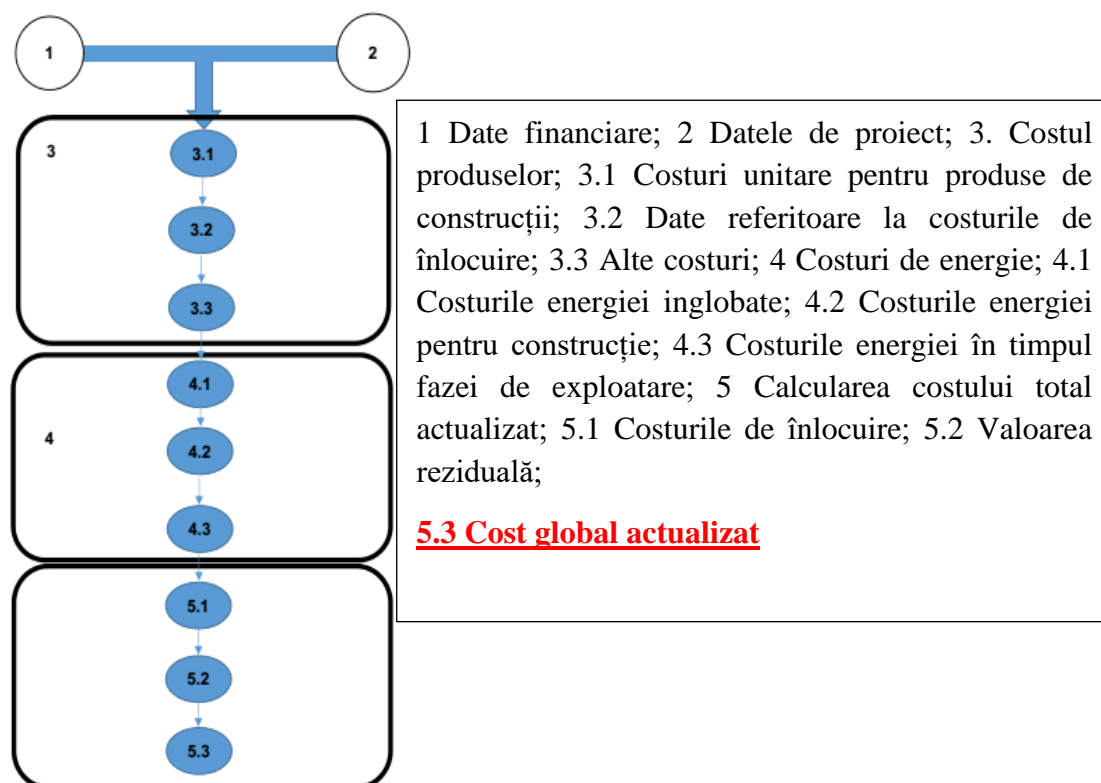 1
2
3
3.1
3.2
3.3
4.1
4
4.2
4.3
5.1
5.2
5.3
1 Date financiare; 2 Datele de proiect; 3. Costul
produselor; 3.1 Costuri unitare pentru produse de
construcții; 3.2 Date referitoare la costurile de
înlocuire; 3.3 Alte costuri; 4 Costuri de energie; 4.1
Costurile energiei inglobate; 4.2 Costurile energiei
pentru construcție; 4.3 Costurile energiei în timpul
fazei de exploatare; 5 Calcularea costului total
actualizat; 5.1 Costurile de înlocuire; 5.2 Valoarea
reziduală;
5.3 Cost global actualizat